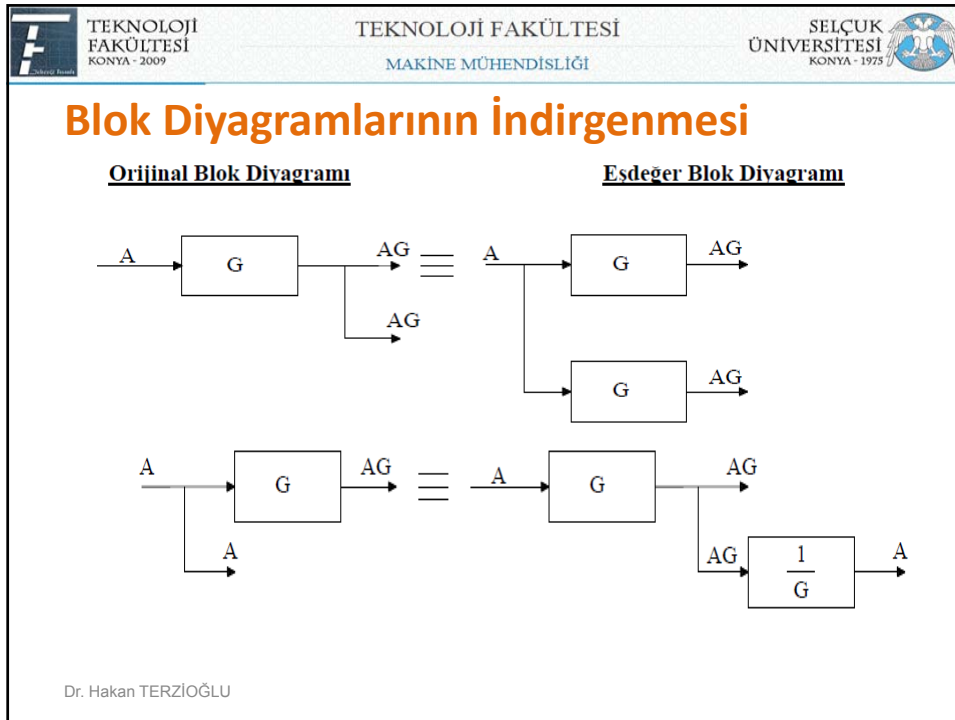 TEKNOLOJİ
FAKÜLTESİ
KONYA - 2009
TEKNOLOJİ FAKÜLTESİ
MAKİNE MÜHENDİSLİĞİ
SELÇUK
ÜNİVERSİTESİ
KONYA - 1975
Blok Diyagramlarının İndirgenmesi
Orijinal Blok Diyagramı
Eşdeğer Blok Diyagramı
A
G
AG
AG
A
G
AG
G
AG
A
G
AG
A
A
G
AG
AG
1
G
A
Dr. Hakan TERZİOĞLU